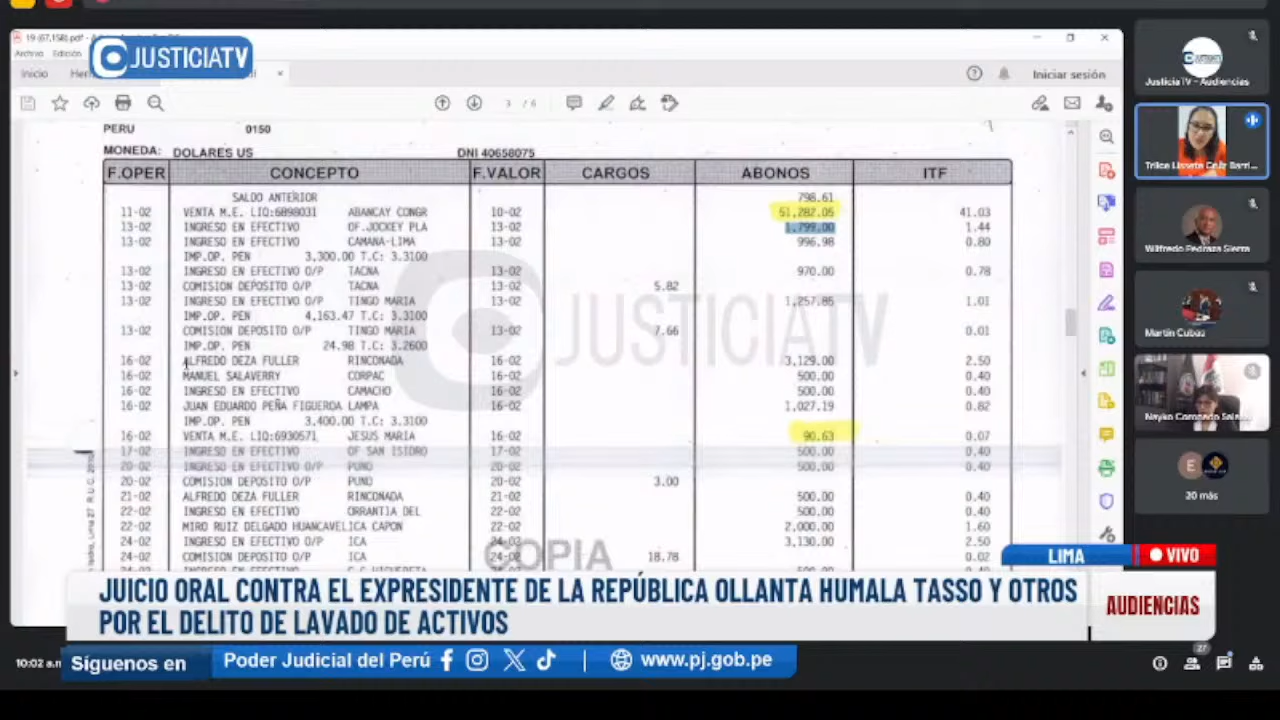 19 (67,158).pdf
Archivo Edición
JUSTICIATV
Inicio
Iniciar sesión
3 / 6
PERU 0150
MONEDA: DOLARES US DNI 40658075
F.OPER CONCEPTO F.VALOR CARGOS ABONOS ITF
SALDO ANTERIOR 798.61
11-02 VENTA M.E. LIQ:6898031 ABANCAY CONGR 10-02 51,282.05 41.03
13-02 INGRESO EN EFECTIVO OF.JOCKEY PLA 13-02 1,799.00 1.44
13-02 INGRESO EN EFECTIVO CAMANA-LIMA 13-02 996.98 0.80
IMP.OP. PEN 3,300.00 T.C: 3.3100
13-02 INGRESO EN EFECTIVO O/P TACNA 13-02 970.00 0.78
13-02 COMISION DEPOSITO O/P TACNA 13-02 5.82
13-02 INGRESO EN EFECTIVO O/P TINGO MARIA 13-02 1,257.85 1.01
IMP.OP. PEN 4,163.47 T.C: 3.3100
13-02 COMISION DEPOSITO O/P TINGO MARIA 13-02 7.66 0.01
IMP.OP. PEN 24.98 T.C: 3.2600
16-02 ALFREDO DEZA FULLER RINCONADA 16-02 3,129.00 2.50
16-02 MANUEL SALAVERRY CORPAC 16-02 500.00 0.40
16-02 INGRESO EN EFECTIVO CAMACHO 16-02 500.00 0.40
16-02 JUAN EDUARDO PEÑA FIGUEROA LAMPA 16-02 1,027.19 0.82
IMP.OP. PEN 3,400.00 T.C: 3.3100
16-02 VENTA M.E. LIQ:6930571 JESUS MARIA 16-02 90.63 0.07
17-02 INGRESO EN EFECTIVO OF SAN ISIDRO 17-02 500.00 0.40
20-02 INGRESO EN EFECTIVO O/P PUNO 20-02 500.00 0.40
20-02 COMISION DEPOSITO O/P PUNO 20-02 3.00
21-02 ALFREDO DEZA FULLER RINCONADA 21-02 500.00 0.40
22-02 INGRESO EN EFECTIVO ORRANTIA DEL 22-02 500.00 0.40
22-02 MIRO RUIZ DELGADO HUANCAVELICA CAPON 22-02 2,000.00 1.60
24-02 INGRESO EN EFECTIVO O/P ICA 24-02 3,130.00 2.50
24-02 COMISION DEPOSITO O/P ICA 24-02 18.78 0.02
JUSTICIATV
COPIA
JusticiaTV - Audiencias
Wilfredo Pedraza Sierra
Martin Cubas
E
20 más
LIMA
VIVO
JUICIO ORAL CONTRA EL EXPRESIDENTE DE LA REPÚBLICA OLLANTA HUMALA TASSO Y OTROS
POR EL DELITO DE LAVADO DE ACTIVOS
AUDIENCIAS
10:02 a.m
Síguenos en
Poder Judicial del Perú
www.pj.gob.pe
27